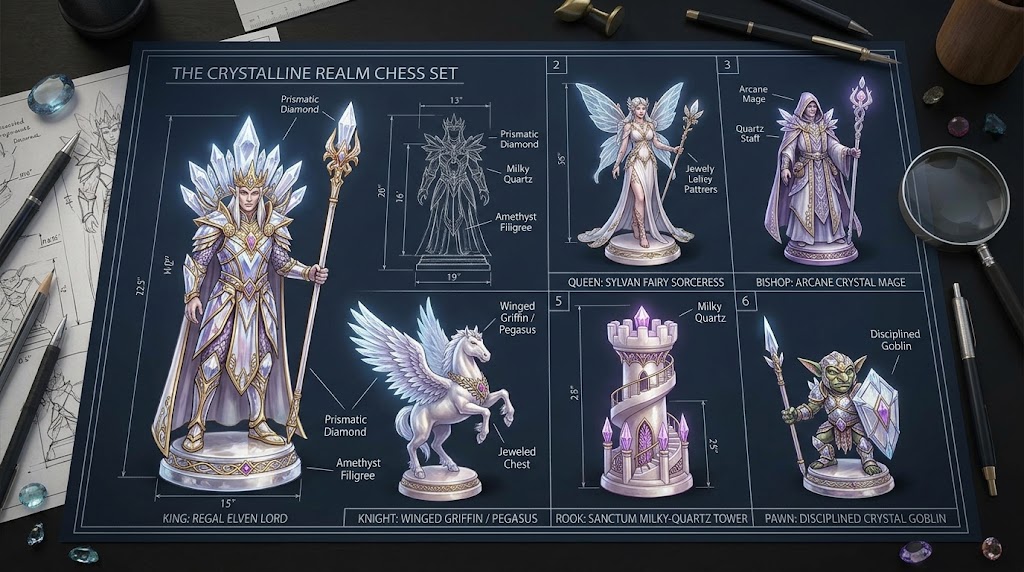 THE CRYSTALLINE REALM CHESS SET
Prismatic
Diamond
22.5"
13"
26"
16"
19"
Prismatic
Diamond
Milky
Quartz
Amethyst
Filigree
Prismatic
Diamond
Amethyst
Filigree
15"
KING: REGAL ELVEN LORD
Winged
Griffin /
Pegasus
Jeweled
Chest
KNIGHT: WINGED GRIFFIN / PEGASUS
2
Jewely
Leliey
Pattrers
QUEEN: SYLVAN FAIRY SORCERESS
3
Arcane
Mage
Quartz
Staff
BISHOP: ARCANE CRYSTAL MAGE
5
Milky
Quartz
ROOK: SANCTUM MILKY-QUARTZ TOWER
6
Disciplined
Goblin
PAWN: DISCIPLINED CRYSTAL GOBLIN